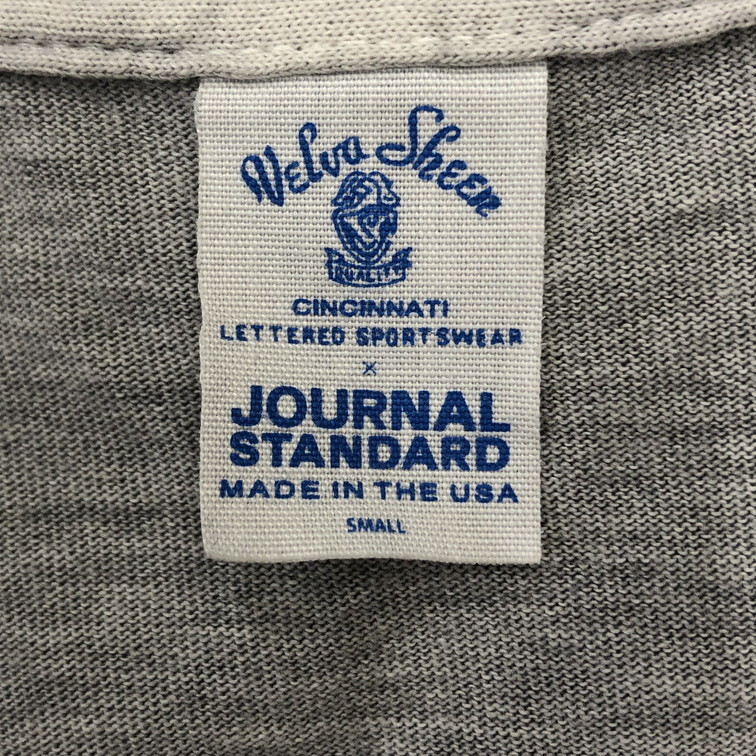 Velva Sheen
QUALITY
CINCINNATI
LETTERED SPORTSWEAR
×
JOURNAL
STANDARD
MADE IN THE USA
SMALL